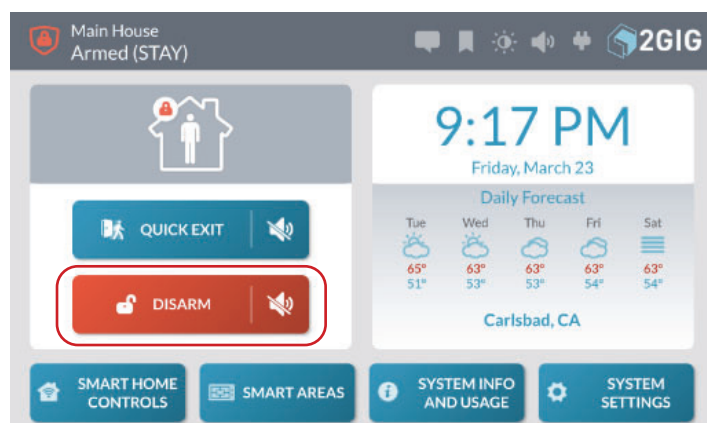 Main House
Armed (STAY)
2GIG
QUICK EXIT
DISARM
9:17 PM
Friday, March 23
Daily Forecast
Tue Wed Thu Fri Sat
65° 63° 63° 63° 63°
51° 53° 53° 54° 54°
Carlsbad, CA
SMART HOME
CONTROLS
SMART AREAS
SYSTEM INFO
AND USAGE
SYSTEM
SETTINGS